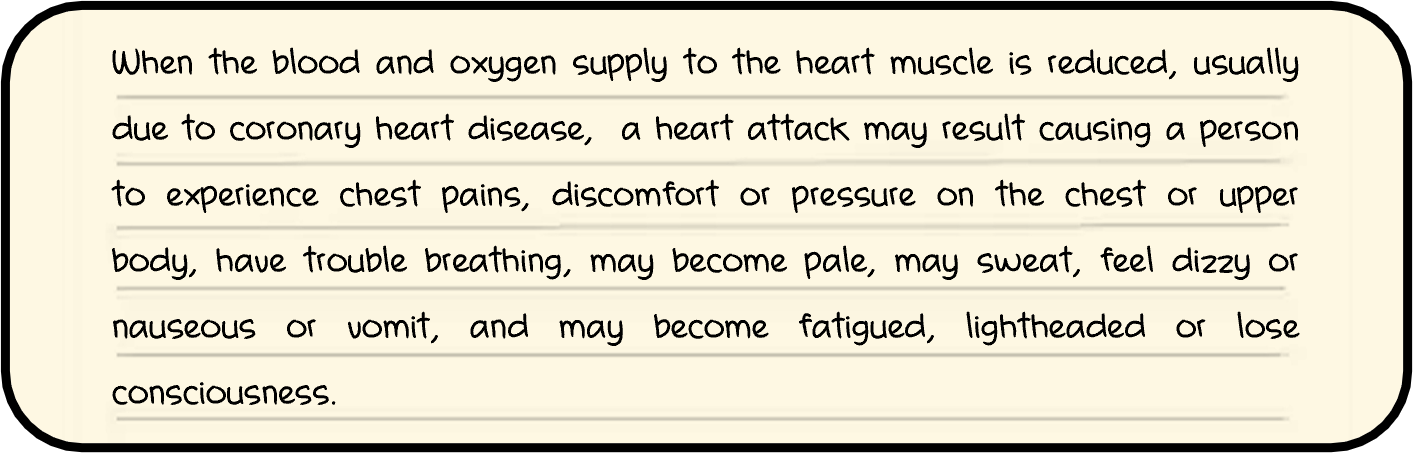 When the blood and oxygen supply to the heart muscle is reduced, usually
due to coronary heart disease, a heart attack may result causing a person
to experience chest pains, discomfort or pressure on the chest or upper
body, have trouble breathing, may become pale, may sweat, feel dizzy or
nauseous or vomit, and may become fatigued, lightheaded or lose
consciousness.